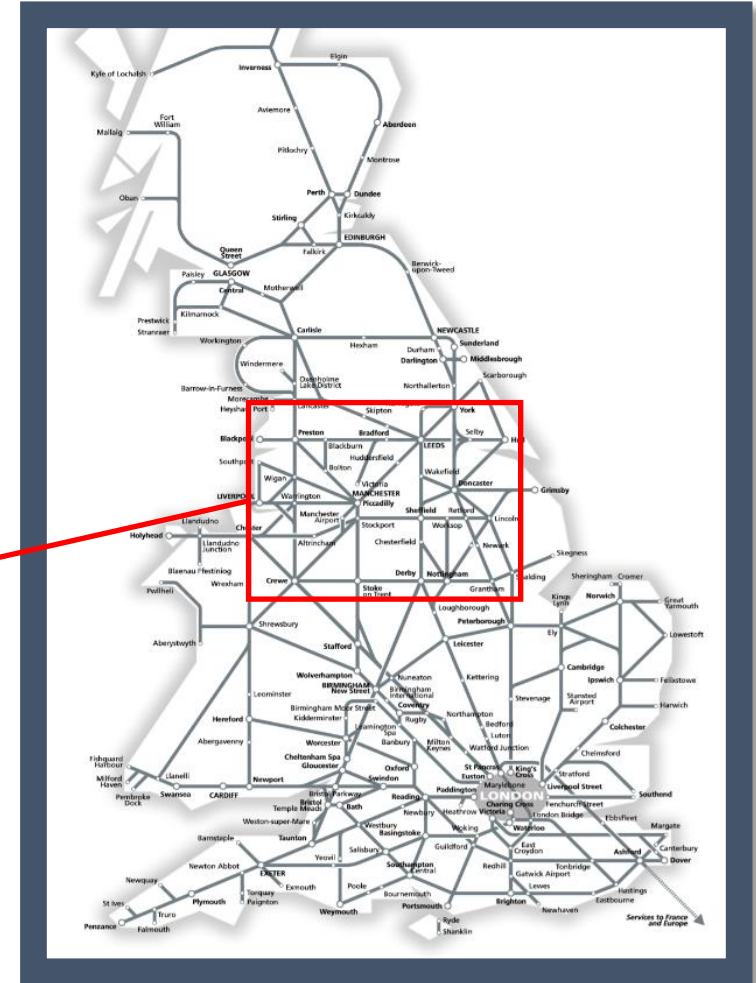 Elgin
Inverness
Kyle of Lochalsh
Aviemore
Fort
William
Mallaig
Aberdeen
Pitlochry
Montrose
Perth
Dundee
Oban
Stirling
Kirkcaldy
Queen
Street
EDINBURGH
Falkirk
Berwick-
upon-Tweed
Paisley
GLASGOW
Central
Motherwell
Prestwick
Kilmarnock
Stranraer
Carlisle
NEWCASTLE
Workington
Hexham
Sunderland
Durham
Darlington
Middlesbrough
Windermere
Scarborough
Oxenholme
Lake District
Barrow-in-Furness
Northallerton
Morecambe
Heysham Port
Lancaster
Skipton
York
Blackpool
Preston
Bradford
Selby
Hull
Blackburn
LEEDS
Southport
Huddersfield
Bolton
Wakefield
Wigan
Victoria
Doncaster
LIVERPOOL
Warrington
MANCHESTER
Piccadilly
Grimsby
Manchester
Airport
Sheffield
Retford
Lincoln
Llandudno
Chester
Stockport
Worksop
Holyhead
Llandudno
Junction
Altrincham
Chesterfield
Newark
Skegness
Blaenau Ffestiniog
Wrexham
Crewe
Derby
Nottingham
Spalding
Sheringham
Cromer
Pwllheli
Stoke
on Trent
Grantham
Kings
Lynn
Norwich
Great
Yarmouth
Loughborough
Shrewsbury
Peterborough
Ely
Lowestoft
Aberystwyth
Stafford
Leicester
Wolverhampton
Nuneaton
Kettering
Cambridge
BIRMINGHAM
New Street
Birmingham
International
Ipswich
Felixstowe
Leominster
Birmingham Moor Street
Coventry
Stevenage
Stansted
Airport
Harwich
Hereford
Kidderminster
Rugby
Northampton
Leamington
Spa
Bedford
Colchester
Abergavenny
Worcester
Banbury
Milton
Keynes
Luton
Watford Junction
Chelmsford
Cheltenham Spa
Gloucester
Oxford
St Pancras
Euston
King's
Cross
Stratford
Fishguard
Harbour
Llanelli
Newport
Swindon
Marylebone
Liverpool Street
Milford
Haven
Swansea
CARDIFF
Bristol Parkway
Reading
Paddington
LONDON
Southend
Pembroke
Dock
Bristol
Temple Meads
Bath
Newbury
Heathrow
Charing Cross
Victoria
Fenchurch Street
London Bridge
Ebbsfleet
Weston-super-Mare
Westbury
Basingstoke
Woking
Waterloo
Margate
Barnstaple
Taunton
Salisbury
Guildford
East
Croydon
Canterbury
Newton Abbot
Yeovil
Southampton
Central
Redhill
Tonbridge
Ashford
Dover
EXETER
Gatwick Airport
Newquay
Exmouth
Poole
Bournemouth
Lewes
Hastings
St Ives
Plymouth
Torquay
Paignton
Portsmouth
Brighton
Newhaven
Eastbourne
Truro
Weymouth
Penzance
Falmouth
Ryde
Shanklin
Services to France
and Europe